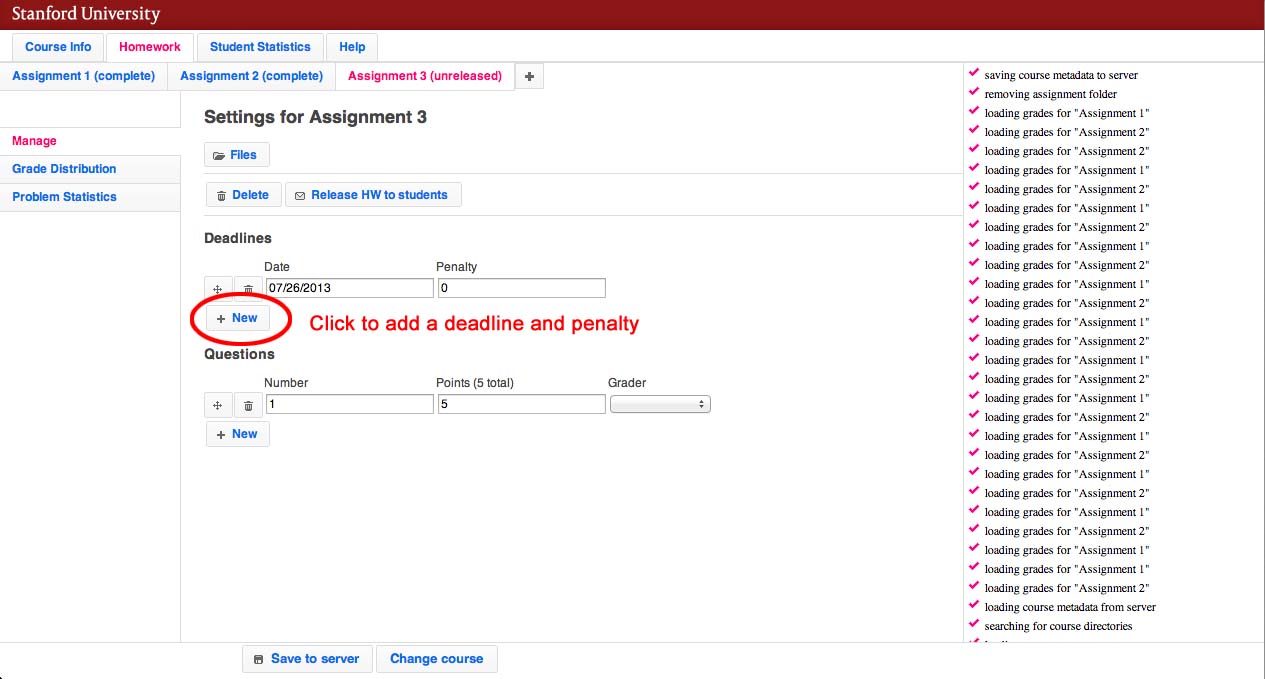 Stanford University
Course Info Homework Student Statistics Help
Assignment 1 (complete) Assignment 2 (complete) Assignment 3 (unreleased) +
Manage
Grade Distribution
Problem Statistics
Settings for Assignment 3
Files
Delete Release HW to students
Deadlines
Date Penalty
07/26/2013 0
+ New
Click to add a deadline and penalty
Questions
Number Points (5 total) Grader
1 5
+ New
Save to server Change course
saving course metadata to server
removing assignment folder
loading grades for "Assignment 1"
loading grades for "Assignment 2"
loading grades for "Assignment 2"
loading grades for "Assignment 1"
loading grades for "Assignment 2"
loading grades for "Assignment 1"
loading grades for "Assignment 2"
loading grades for "Assignment 1"
loading grades for "Assignment 2"
loading grades for "Assignment 1"
loading grades for "Assignment 2"
loading grades for "Assignment 1"
loading grades for "Assignment 2"
loading grades for "Assignment 1"
loading grades for "Assignment 2"
loading grades for "Assignment 1"
loading grades for "Assignment 2"
loading grades for "Assignment 1"
loading grades for "Assignment 2"
loading grades for "Assignment 1"
loading grades for "Assignment 2"
loading grades for "Assignment 1"
loading grades for "Assignment 2"
loading grades for "Assignment 1"
loading grades for "Assignment 1"
loading grades for "Assignment 2"
loading course metadata from server
searching for course directories